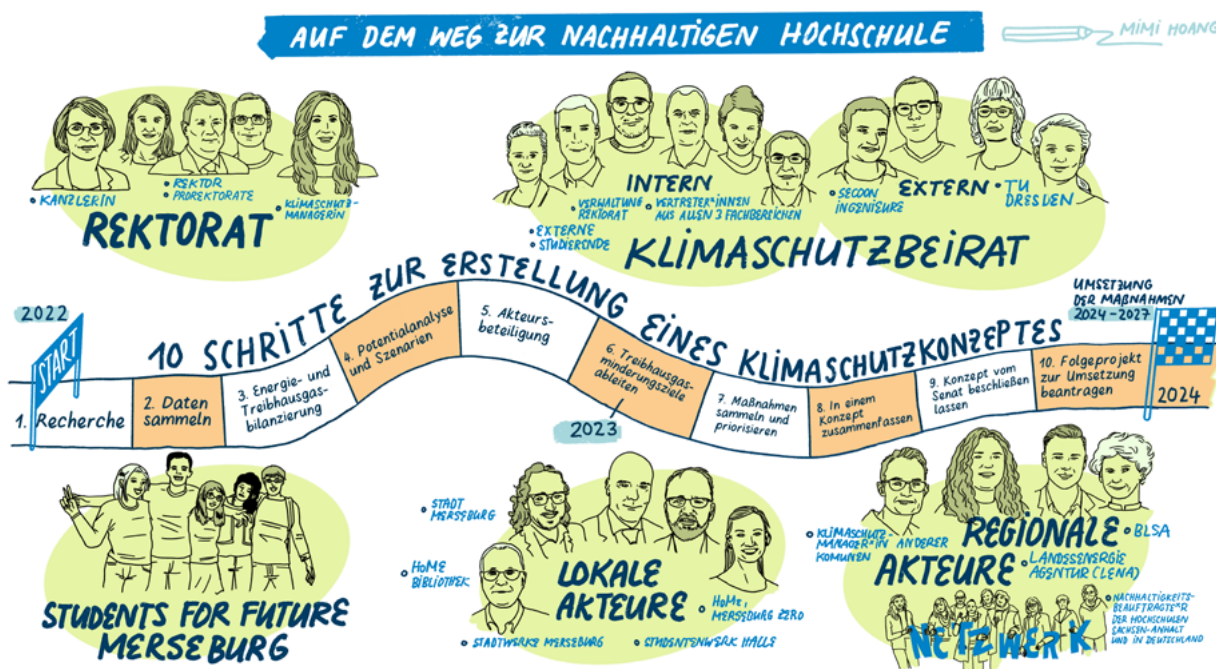 AUF DEM WEG ZUR NACHHALTIGEN HOCHSCHULE
MIMI HOANG
• KANZLERIN
• REKTOR
• PROREKTORATE
• KLIMASCHUTZ-
MANAGERIN
REKTORAT
INTERN
• VERWALTUNG
REKTORAT
• VERTRETER*INNEN
AUS ALLEN 3 FACHBEREICHEN
• EXTERNE
• STUDIERENDE
• SECON
INGENIEURE
EXTERN
• TU
DRESDEN
KLIMASCHUTZBEIRAT
10 SCHRITTE ZUR ERSTELLUNG EINES KLIMASCHUTZKONZEPTES
UMSETZUNG
DER MAßNAHMEN
2024-2027
2022
START
1. Recherche
2. Daten
sammeln
3. Energie- und
Treibhausgas-
bilanzierung
4. Potentialanalyse
und Szenarien
5. Akteurs-
beteiligung
6. Treibhausgas-
minderungsziele
ableiten
2023
7. Maßnahmen
sammeln und
priorisieren
8. In einem
Konzept
zusammenfassen
9. Konzept vom
Senat beschließen
lassen
10. Folgeprojekt
zur Umsetzung
beantragen
2024
STUDENTS FOR FUTURE
MERSEBURG
• STADT
MERSEBURG
• HoME
BIBLIOTHEK
LOKALE
AKTEURE
• HoME,
MERSEBURG ZERO
• STADTWERKE MERSEBURG
• STUDENTENWERK HALLE
• KLIMASCHUTZ-
MANAGER*IN ANDERER
KOMUNEN
REGIONALE
AKTEURE
• BLSA
• LANDESENERGIE
AGENTUR (LENA)
• NACHHALTIGKEITS-
BEAUFTRAGTE*R
DER HOCHSCHULEN
SACHSEN-ANHALT
UND IN DEUTSCHLAND
NETZWERK